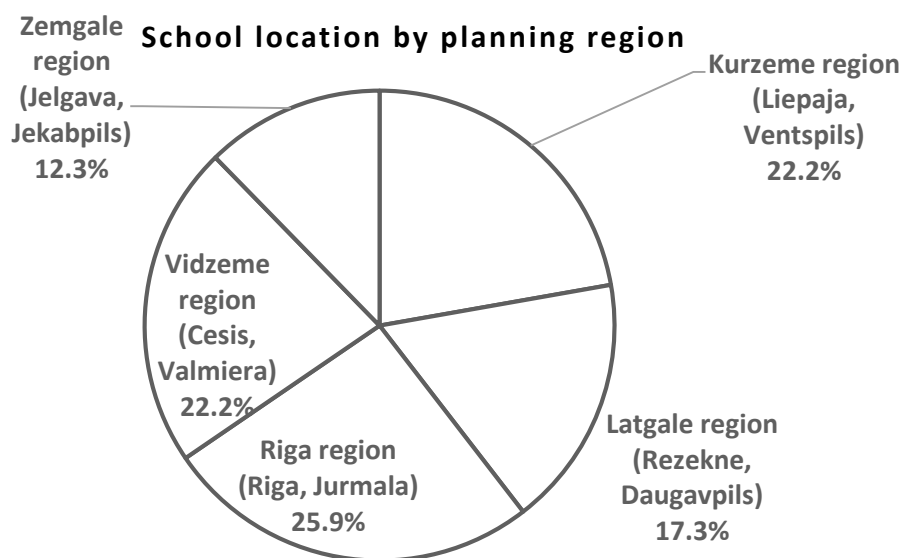 School location by planning region
Zemgale
region
(Jelgava,
Jekabpils)
12.3%
Kurzeme region
(Liepaja,
Ventspils)
22.2%
Vidzeme
region
(Cesis,
Valmiera)
22.2%
Riga region
(Riga, Jurmala)
25.9%
Latgale region
(Rezekne,
Daugavpils)
17.3%